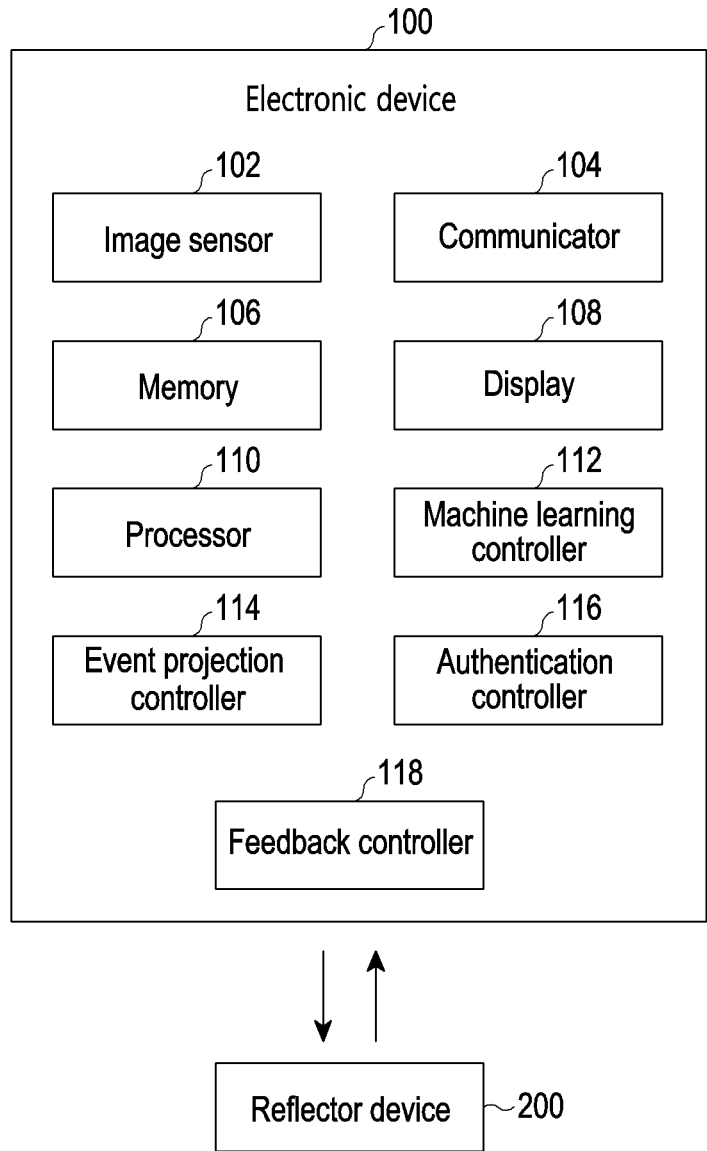 100
Electronic device
102
Image sensor
104
Communicator
106
Memory
108
Display
110
Processor
112
Machine learning
controller
114
Event projection
controller
116
Authentication
controller
118
Feedback controller
Reflector device
200